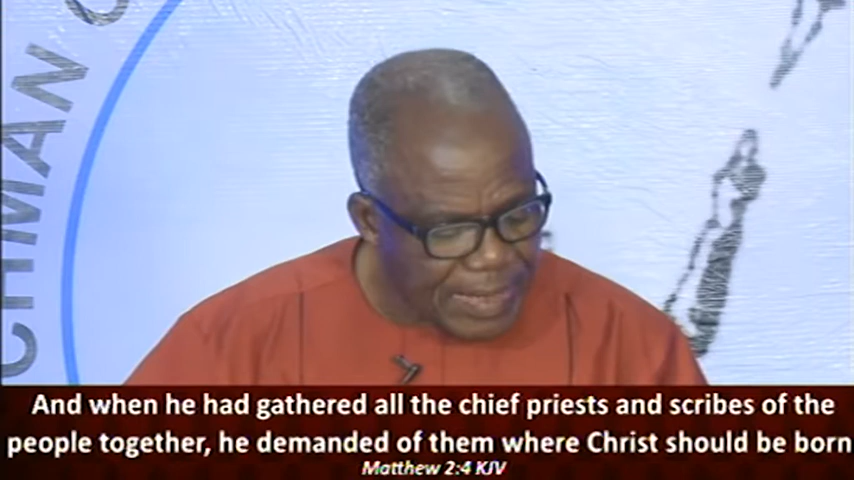 CHMAN
And when he had gathered all the chief priests and scribes of the
people together, he demanded of them where Christ should be born
Matthew 2:4 KJV